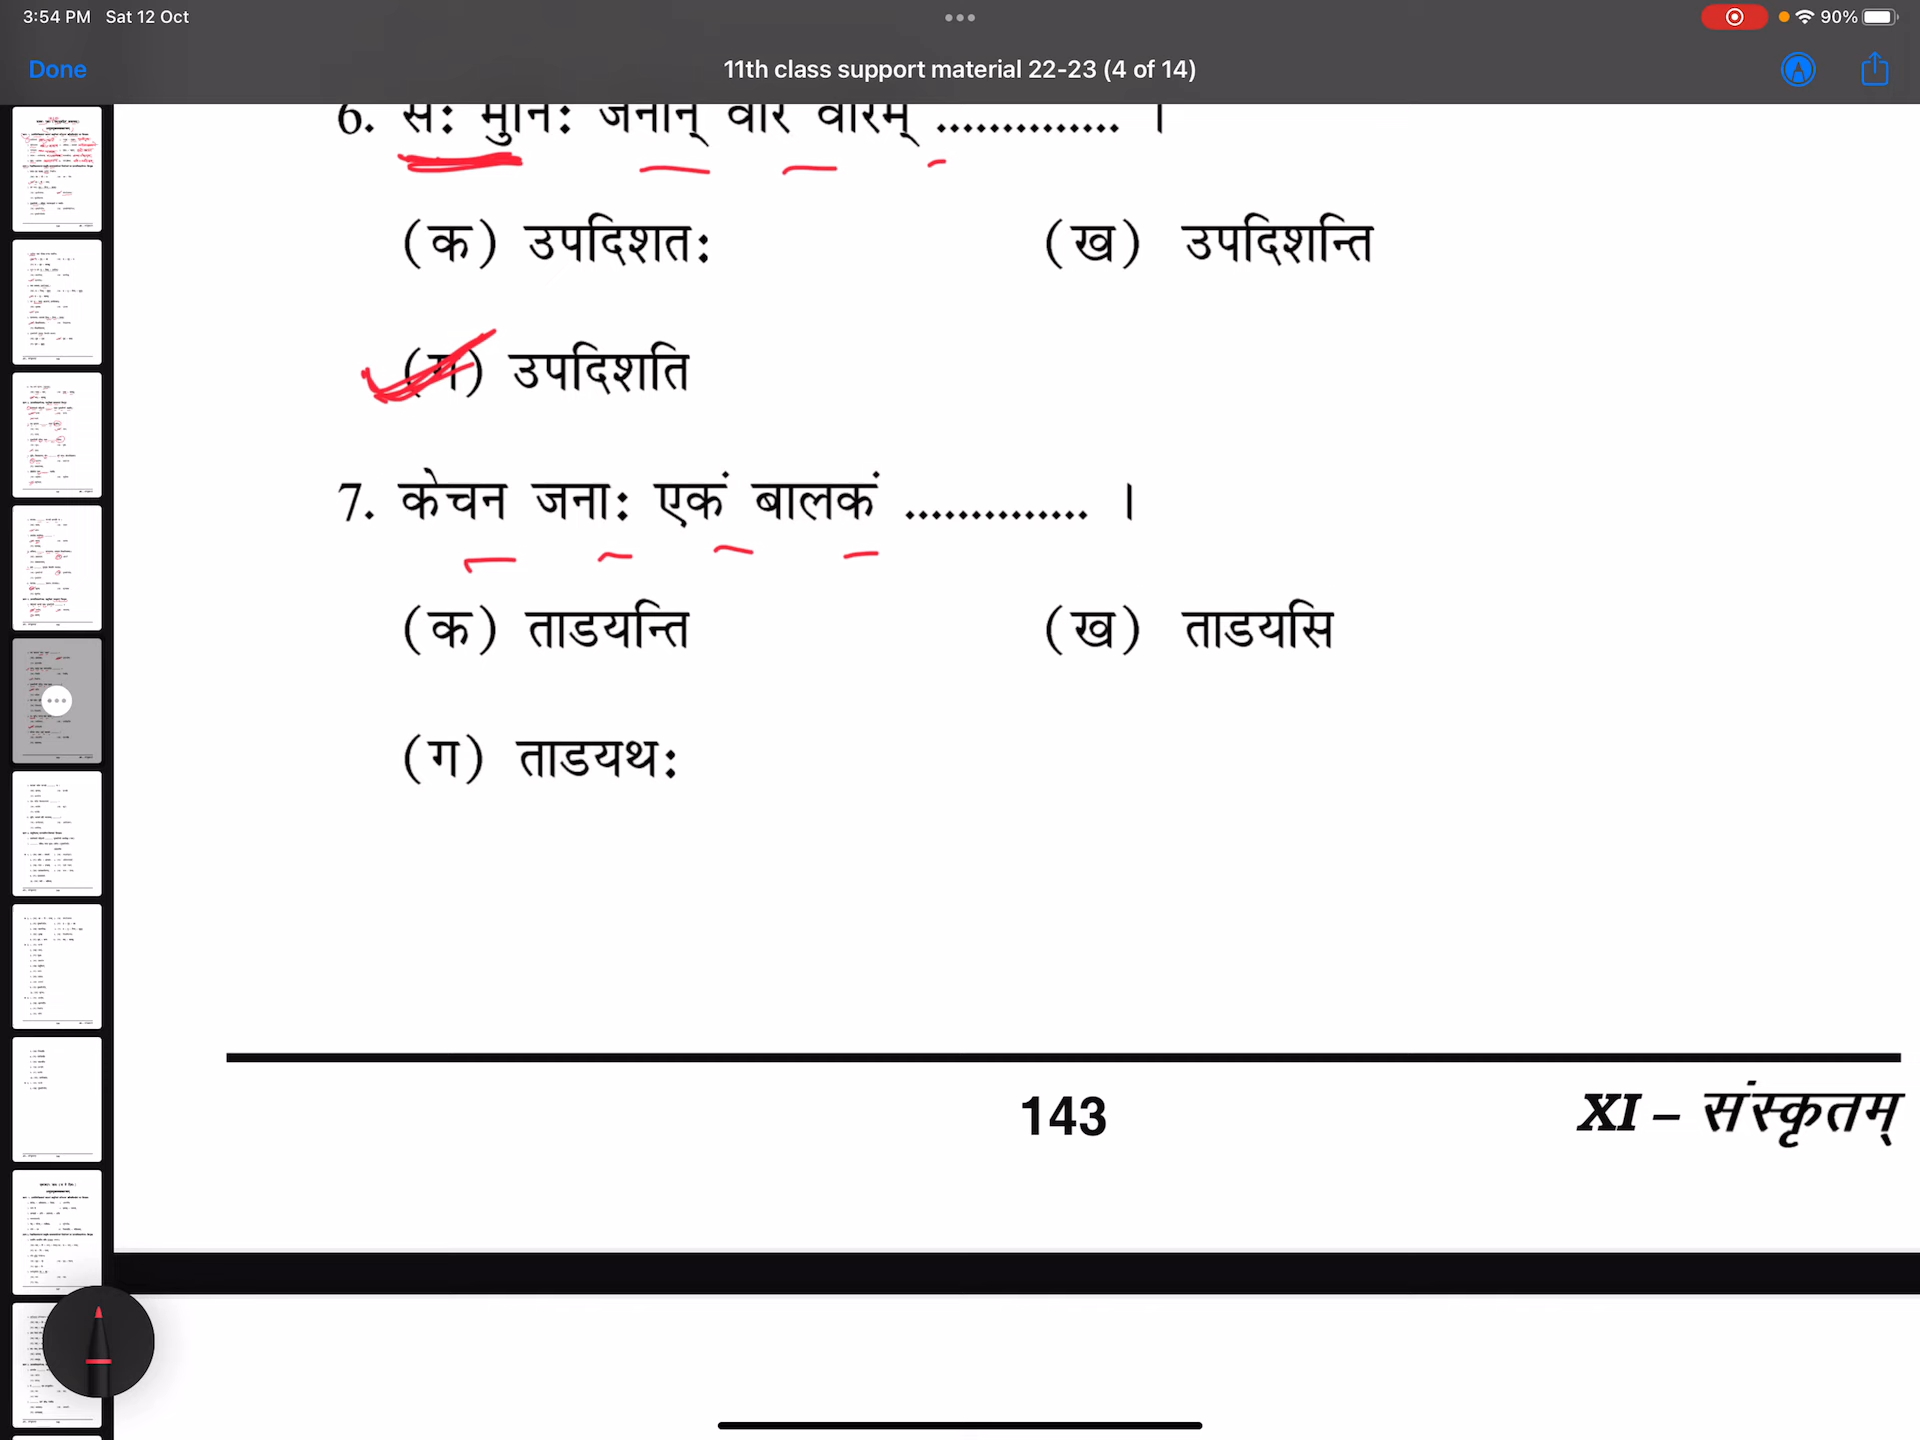 3:54 PM Sat 12 Oct
90%
Done
11th class support material 22-23 (4 of 14)
6. सः मुनिः जनान् वारं वारम् .............. ।
(क) उपदिशतः (ख) उपदिशन्ति
(ग) उपदिशति
7. केचन जनाः एकं बालकं .............. ।
(क) ताडयन्ति (ख) ताडयसि
(ग) ताडयथः
143
XI – संस्कृतम्